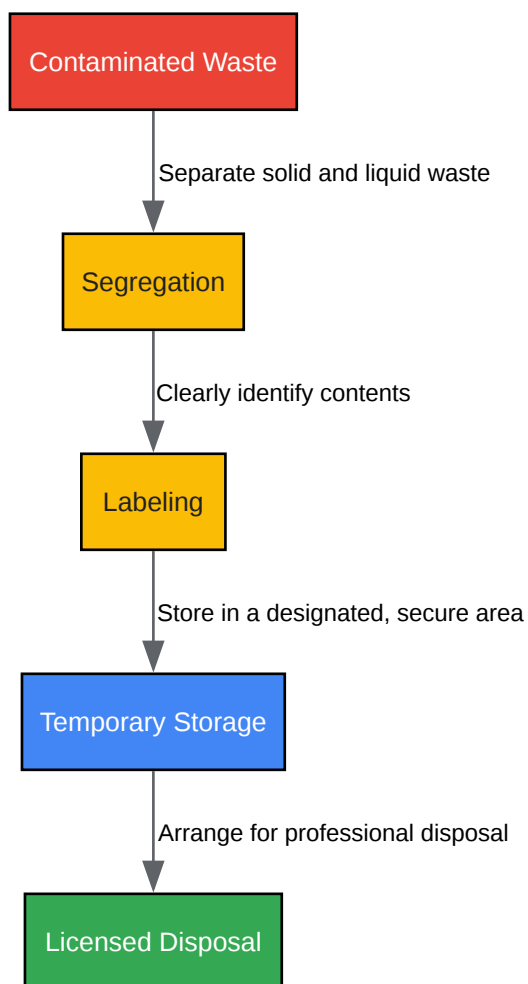 Contaminated Waste
Separate solid and liquid waste
Segregation
Clearly identify contents
Labeling
Store in a designated, secure area
Temporary Storage
Arrange for professional disposal
Licensed Disposal